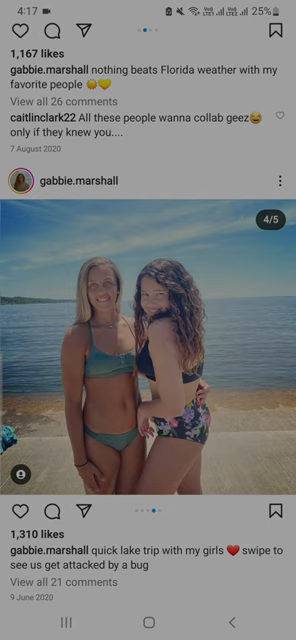 4:17 25%
1,167 likes
gabbie.marshall nothing beats Florida weather with my
favorite people 😊💛
View all 26 comments
caitlinclark22 All these people wanna collab geez😂
only if they knew you....
7 August 2020
gabbie.marshall
4/5
1,310 likes
gabbie.marshall quick lake trip with my girls ❤️ swipe to
see us get attacked by a bug
View all 21 comments
9 June 2020